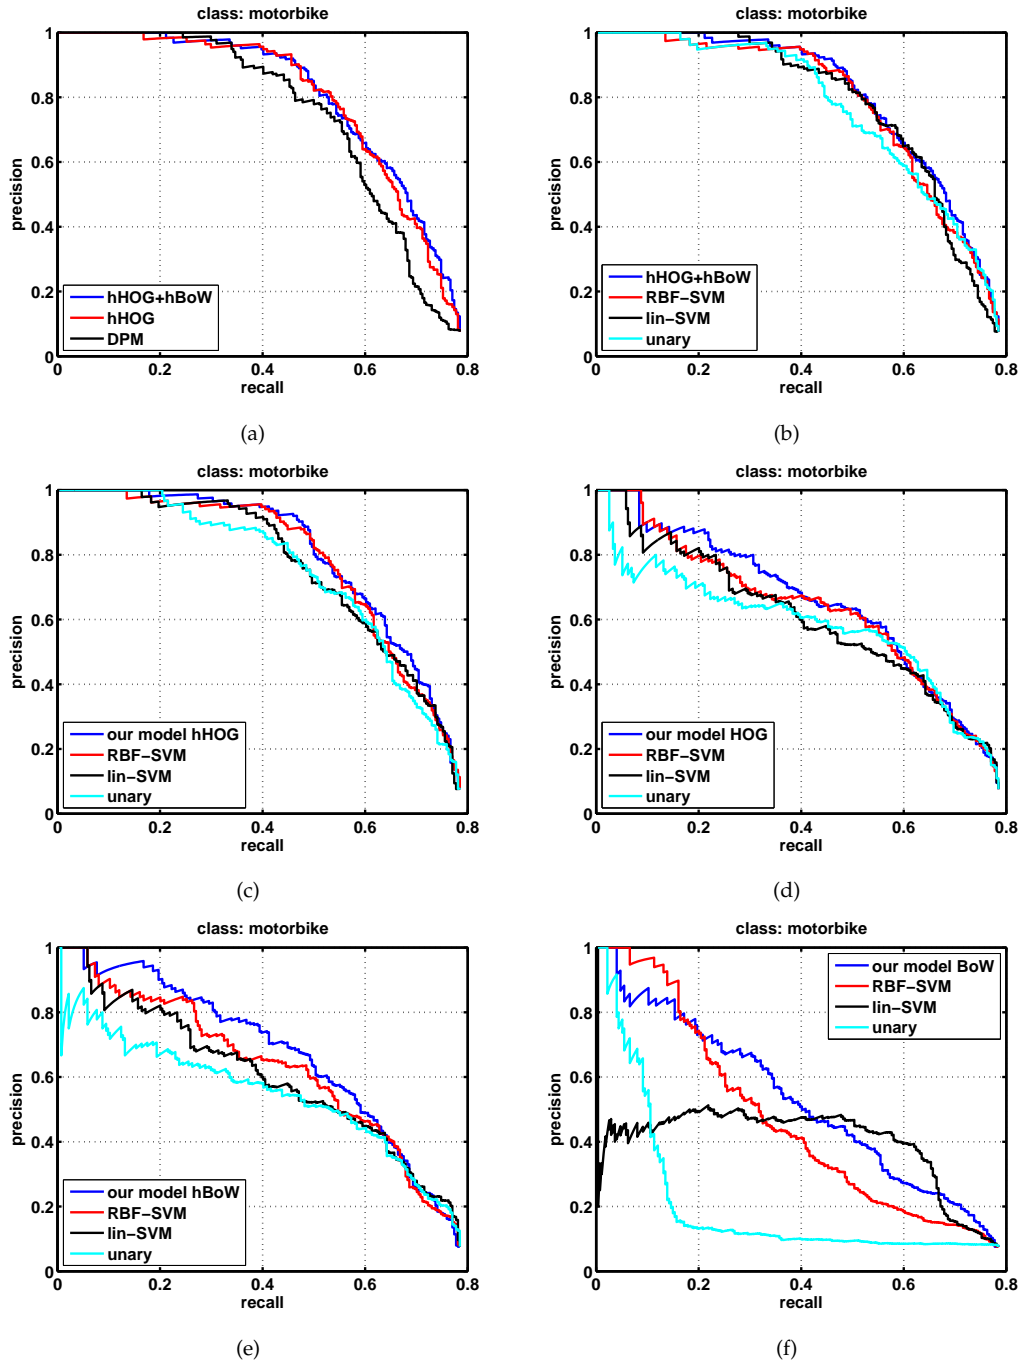 class: motorbike
1
0.8
0.6
0.4
0.2
0
precision
hHOG+hBoW
hHOG
DPM
0 0.2 0.4 0.6 0.8
recall
(a)
class: motorbike
1
0.8
0.6
0.4
0.2
0
precision
hHOG+hBoW
RBF-SVM
lin-SVM
unary
0 0.2 0.4 0.6 0.8
recall
(b)
class: motorbike
1
0.8
0.6
0.4
0.2
0
precision
our model hHOG
RBF-SVM
lin-SVM
unary
0 0.2 0.4 0.6 0.8
recall
(c)
class: motorbike
1
0.8
0.6
0.4
0.2
0
precision
our model HOG
RBF-SVM
lin-SVM
unary
0 0.2 0.4 0.6 0.8
recall
(d)
class: motorbike
1
0.8
0.6
0.4
0.2
0
precision
our model hBoW
RBF-SVM
lin-SVM
unary
0 0.2 0.4 0.6 0.8
recall
(e)
class: motorbike
1
0.8
0.6
0.4
0.2
0
precision
our model BoW
RBF-SVM
lin-SVM
unary
0 0.2 0.4 0.6 0.8
recall
(f)